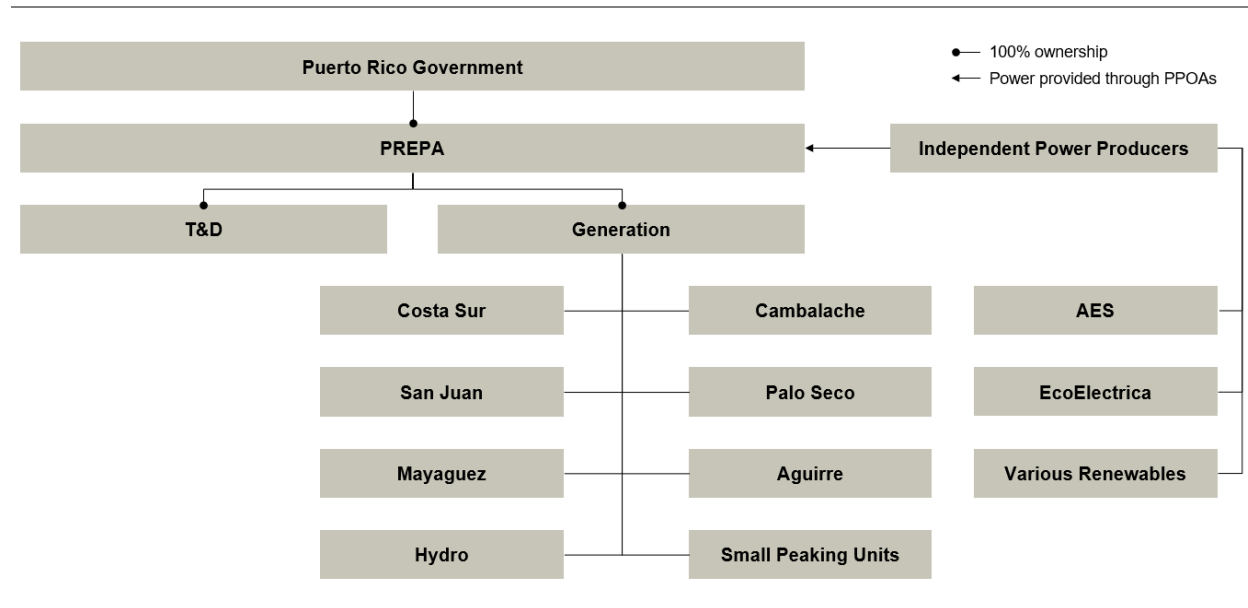 Puerto Rico Government
100% ownership
Power provided through PPOAs
PREPA
Independent Power Producers
T&D
Generation
Costa Sur
Cambalache
AES
San Juan
Palo Seco
EcoElectrica
Mayaguez
Aguirre
Various Renewables
Hydro
Small Peaking Units